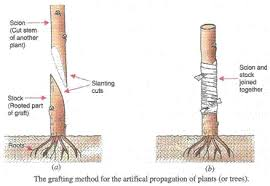 Scion
(Cut stem
of another
plant)
Slanting
cuts
Stock
(Rooted part
of graft)
Roots
(a)
Scion and
stock
joined
together
(b)
The grafting method for the artifical propagation of plants (or trees).